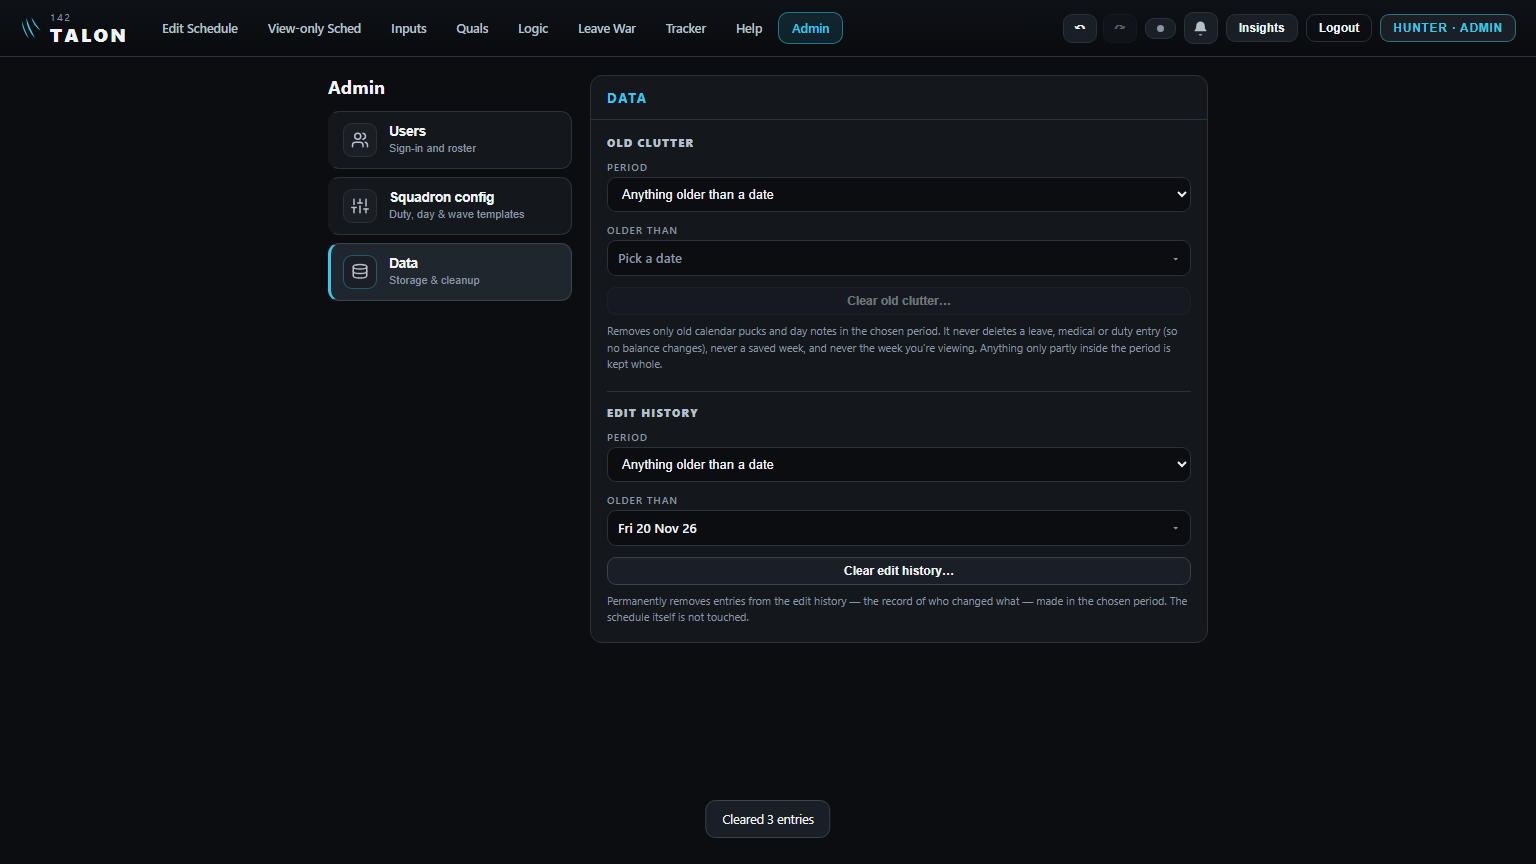 142
TALON
Edit Schedule
View-only Sched
Inputs
Quals
Logic
Leave War
Tracker
Help
Admin
Insights
Logout
HUNTER · ADMIN
Admin
Users
Sign-in and roster
Squadron config
Duty, day & wave templates
Data
Storage & cleanup
DATA
OLD CLUTTER
PERIOD
Anything older than a date
OLDER THAN
Pick a date
Clear old clutter…
Removes only old calendar pucks and day notes in the chosen period. It never deletes a leave, medical or duty entry (so
no balance changes), never a saved week, and never the week you're viewing. Anything only partly inside the period is
kept whole.
EDIT HISTORY
PERIOD
Anything older than a date
OLDER THAN
Fri 20 Nov 26
Clear edit history…
Permanently removes entries from the edit history — the record of who changed what — made in the chosen period. The
schedule itself is not touched.
Cleared 3 entries